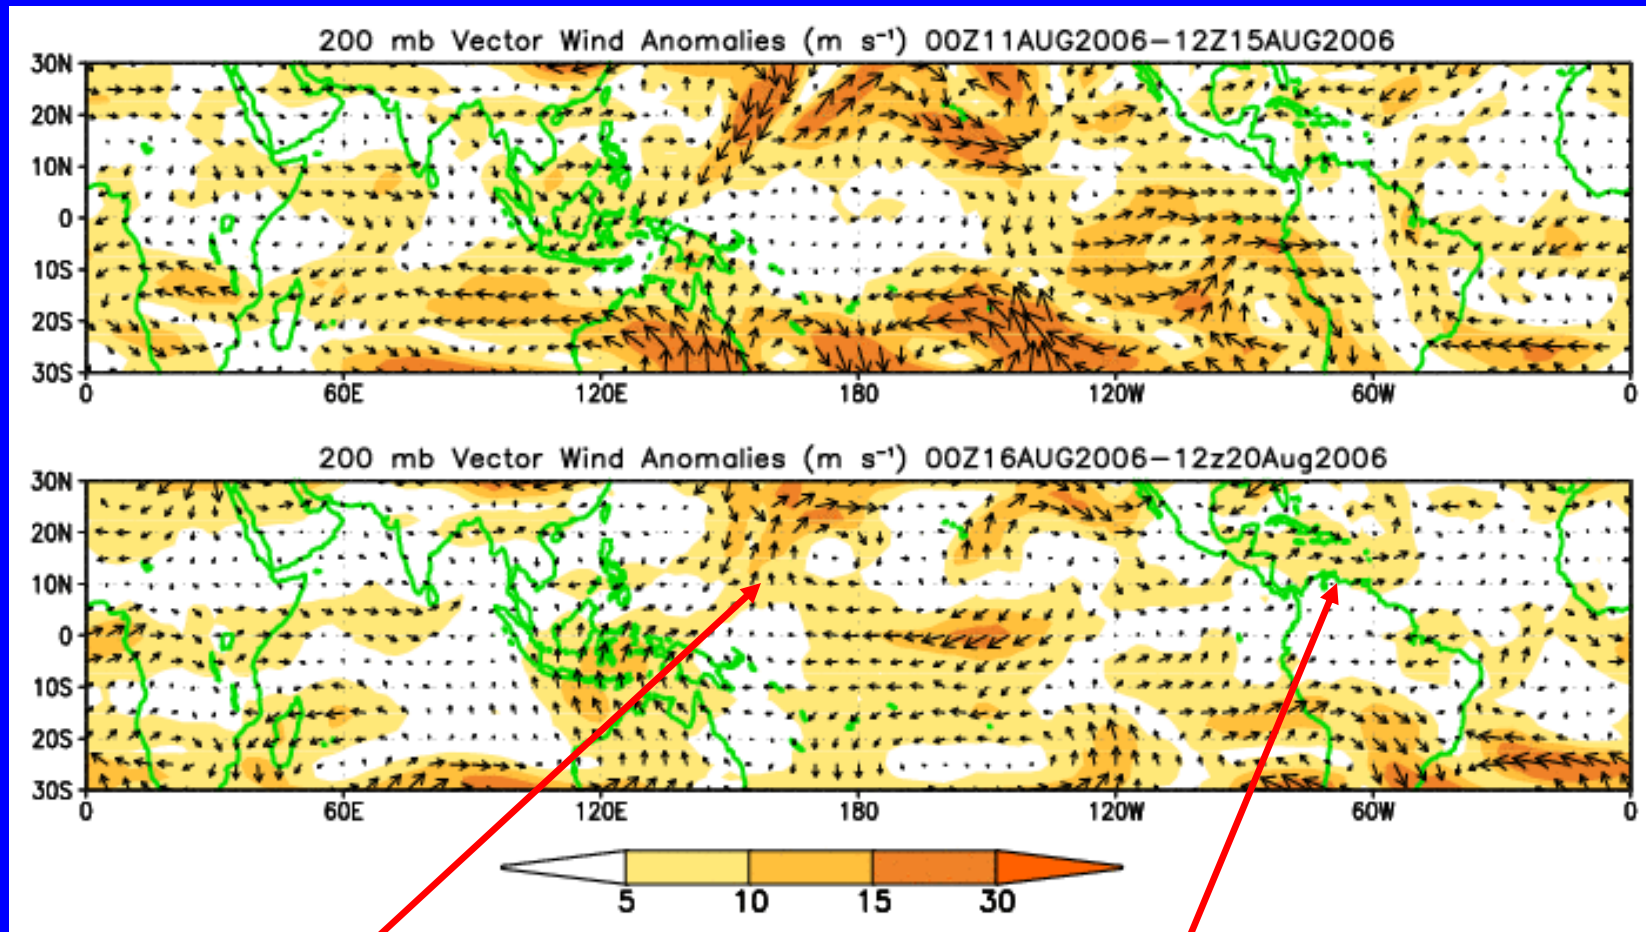 200 mb Vector Wind Anomalies (m s⁻¹) 00Z11AUG2006–12Z15AUG2006
30N
20N
10N
0
10S
20S
30S
0 60E 120E 180 120W 60W 0
200 mb Vector Wind Anomalies (m s⁻¹) 00Z16AUG2006–12z20Aug2006
30N
20N
10N
0
10S
20S
30S
0 60E 120E 180 120W 60W 0
5 10 15 30